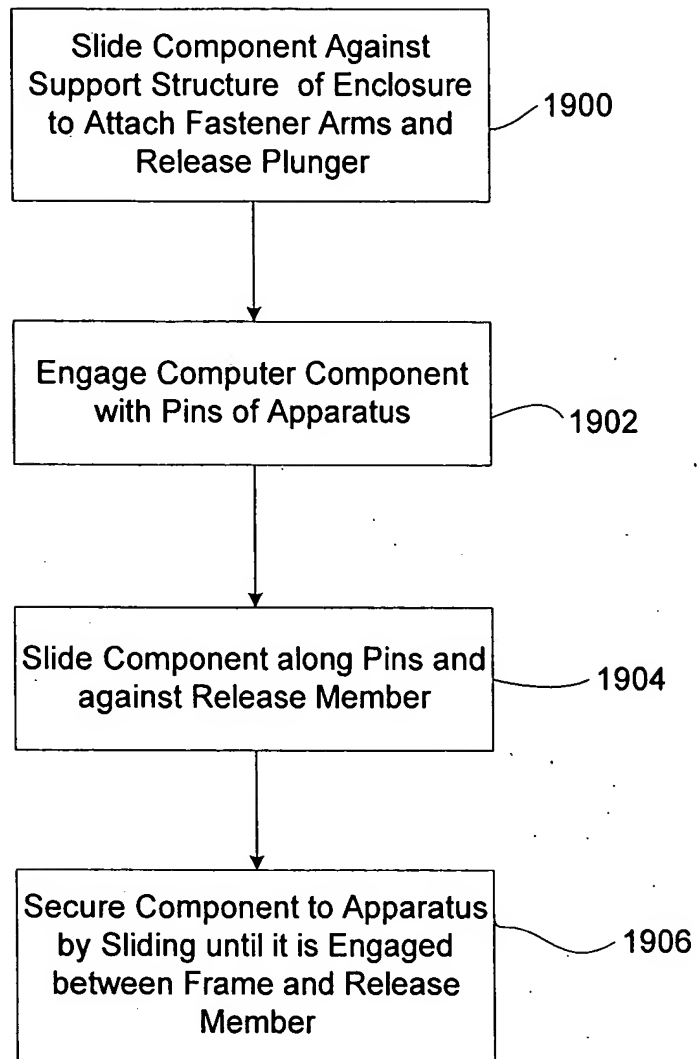 Slide Component Against
Support Structure of Enclosure
to Attach Fastener Arms and
Release Plunger
1900
Engage Computer Component
with Pins of Apparatus
1902
Slide Component along Pins and
against Release Member
1904
Secure Component to Apparatus
by Sliding until it is Engaged
between Frame and Release
Member
1906